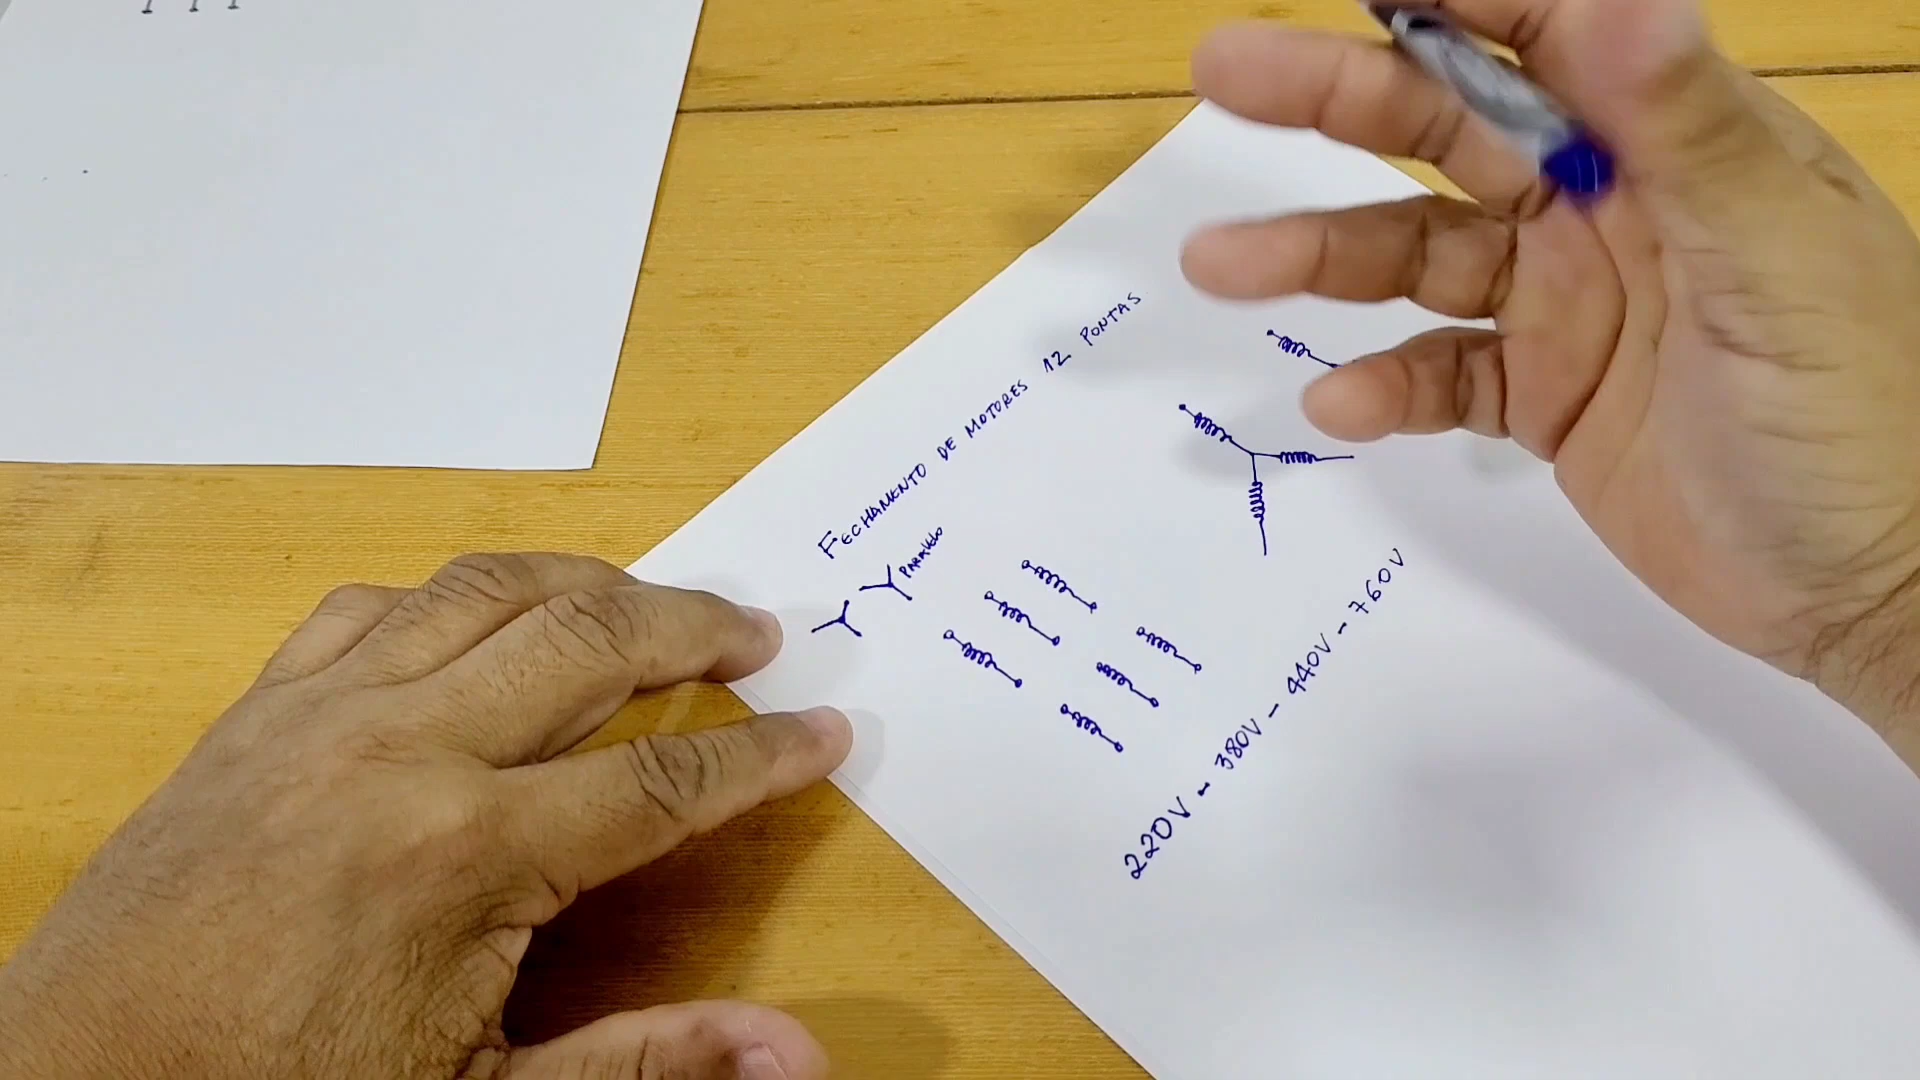 FECHAMENTO DE MOTORES 12 PONTAS
PARALELO
220V - 380V - 440V - 760V